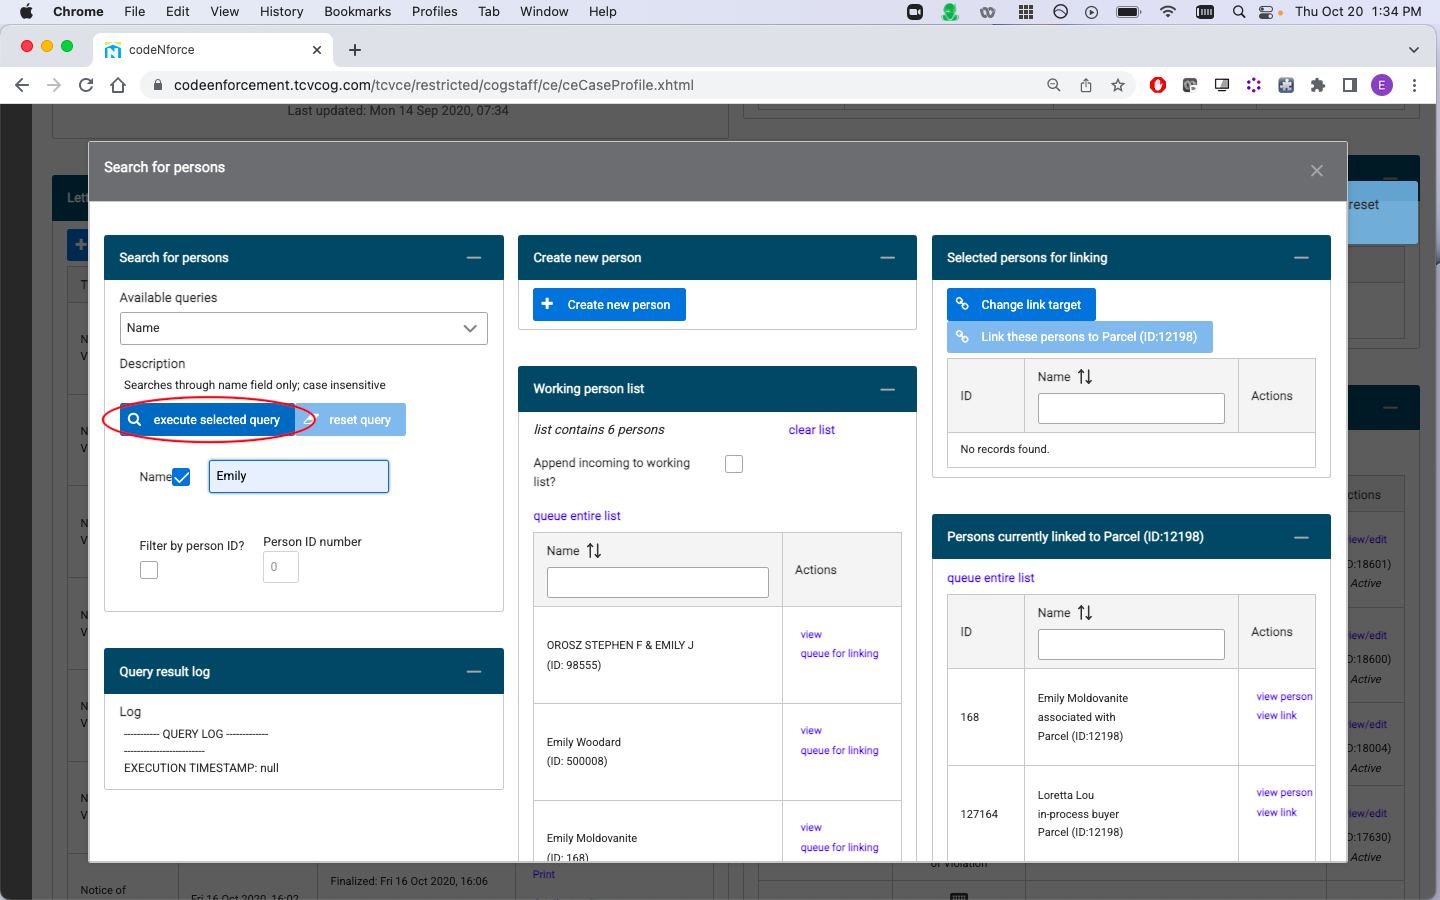 Chrome File Edit View History Bookmarks Profiles Tab Window Help
Thu Oct 20 1:34 PM
codeNforce
codeenforcement.tcvcog.com/tcvce/restricted/cogstaff/ce/ceCaseProfile.xhtml
E
Last updated: Mon 14 Sep 2020, 07:34
Search for persons
reset
Search for persons
Available queries
Name
Description
Searches through name field only; case insensitive
execute selected query
reset query
Name
Emily
Filter by person ID?
Person ID number
0
Query result log
Log
----------- QUERY LOG -------------
-------------------------
EXECUTION TIMESTAMP: null
Create new person
Create new person
Working person list
list contains 6 persons
clear list
Append incoming to working
list?
queue entire list
Name
Actions
OROSZ STEPHEN F & EMILY J
(ID: 98555)
view
queue for linking
Emily Woodard
(ID: 500008)
view
queue for linking
Emily Moldovanite
(ID: 168)
view
queue for linking
Selected persons for linking
Change link target
Link these persons to Parcel (ID:12198)
ID
Name
Actions
No records found.
Persons currently linked to Parcel (ID:12198)
queue entire list
ID
Name
Actions
168
Emily Moldovanite
associated with
Parcel (ID:12198)
view person
view link
127164
Loretta Lou
in-process buyer
Parcel (ID:12198)
view person
view link
D:18601)
Active
D:18600)
Active
D:18004)
Active
D:17630)
Active
Notice of
Fri 16 Oct 2020, 16:02
Finalized: Fri 16 Oct 2020, 16:06
Print
of Violation